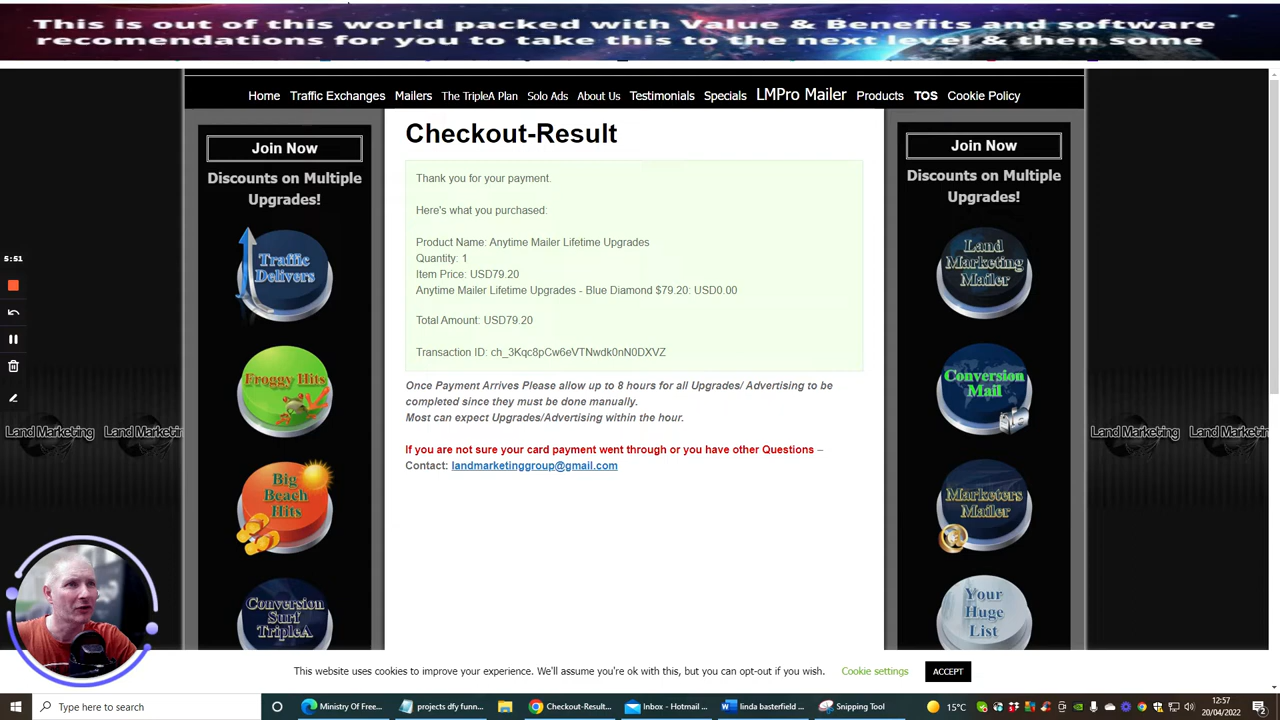 This is out of this world packed with Value & Benefits and software
recomendations for you to take this to the next level & then some
Home Traffic Exchanges Mailers The TripleA Plan Solo Ads About Us Testimonials Specials LMPro Mailer Products TOS Cookie Policy
Join Now
Discounts on Multiple
Upgrades!
Traffic
Delivers
Froggy Hits
Big
Beach
Hits
Conversion
Surf
TripleA
Checkout-Result
Thank you for your payment.
Here's what you purchased:
Product Name: Anytime Mailer Lifetime Upgrades
Quantity: 1
Item Price: USD79.20
Anytime Mailer Lifetime Upgrades - Blue Diamond $79.20: USD0.00
Total Amount: USD79.20
Transaction ID: ch_3Kqc8pCw6eVTNwdk0nN0DXVZ
Once Payment Arrives Please allow up to 8 hours for all Upgrades/ Advertising to be
completed since they must be done manually.
Most can expect Upgrades/Advertising within the hour.
If you are not sure your card payment went through or you have other Questions –
Contact: landmarketinggroup@gmail.com
Join Now
Discounts on Multiple
Upgrades!
Land
Marketing
Mailer
Conversion
Mail
Marketers
Mailer
Your
Huge
List
5:51
Land Marketing Land Marketin
Land Marketing Land Marketing
This website uses cookies to improve your experience. We'll assume you're ok with this, but you can opt-out if you wish. Cookie settings ACCEPT
Type here to search
Ministry Of Free...
projects dfy funn...
Checkout-Result...
Inbox - Hotmail ...
linda basterfield ...
Snipping Tool
15°C
12:57
20/04/2022